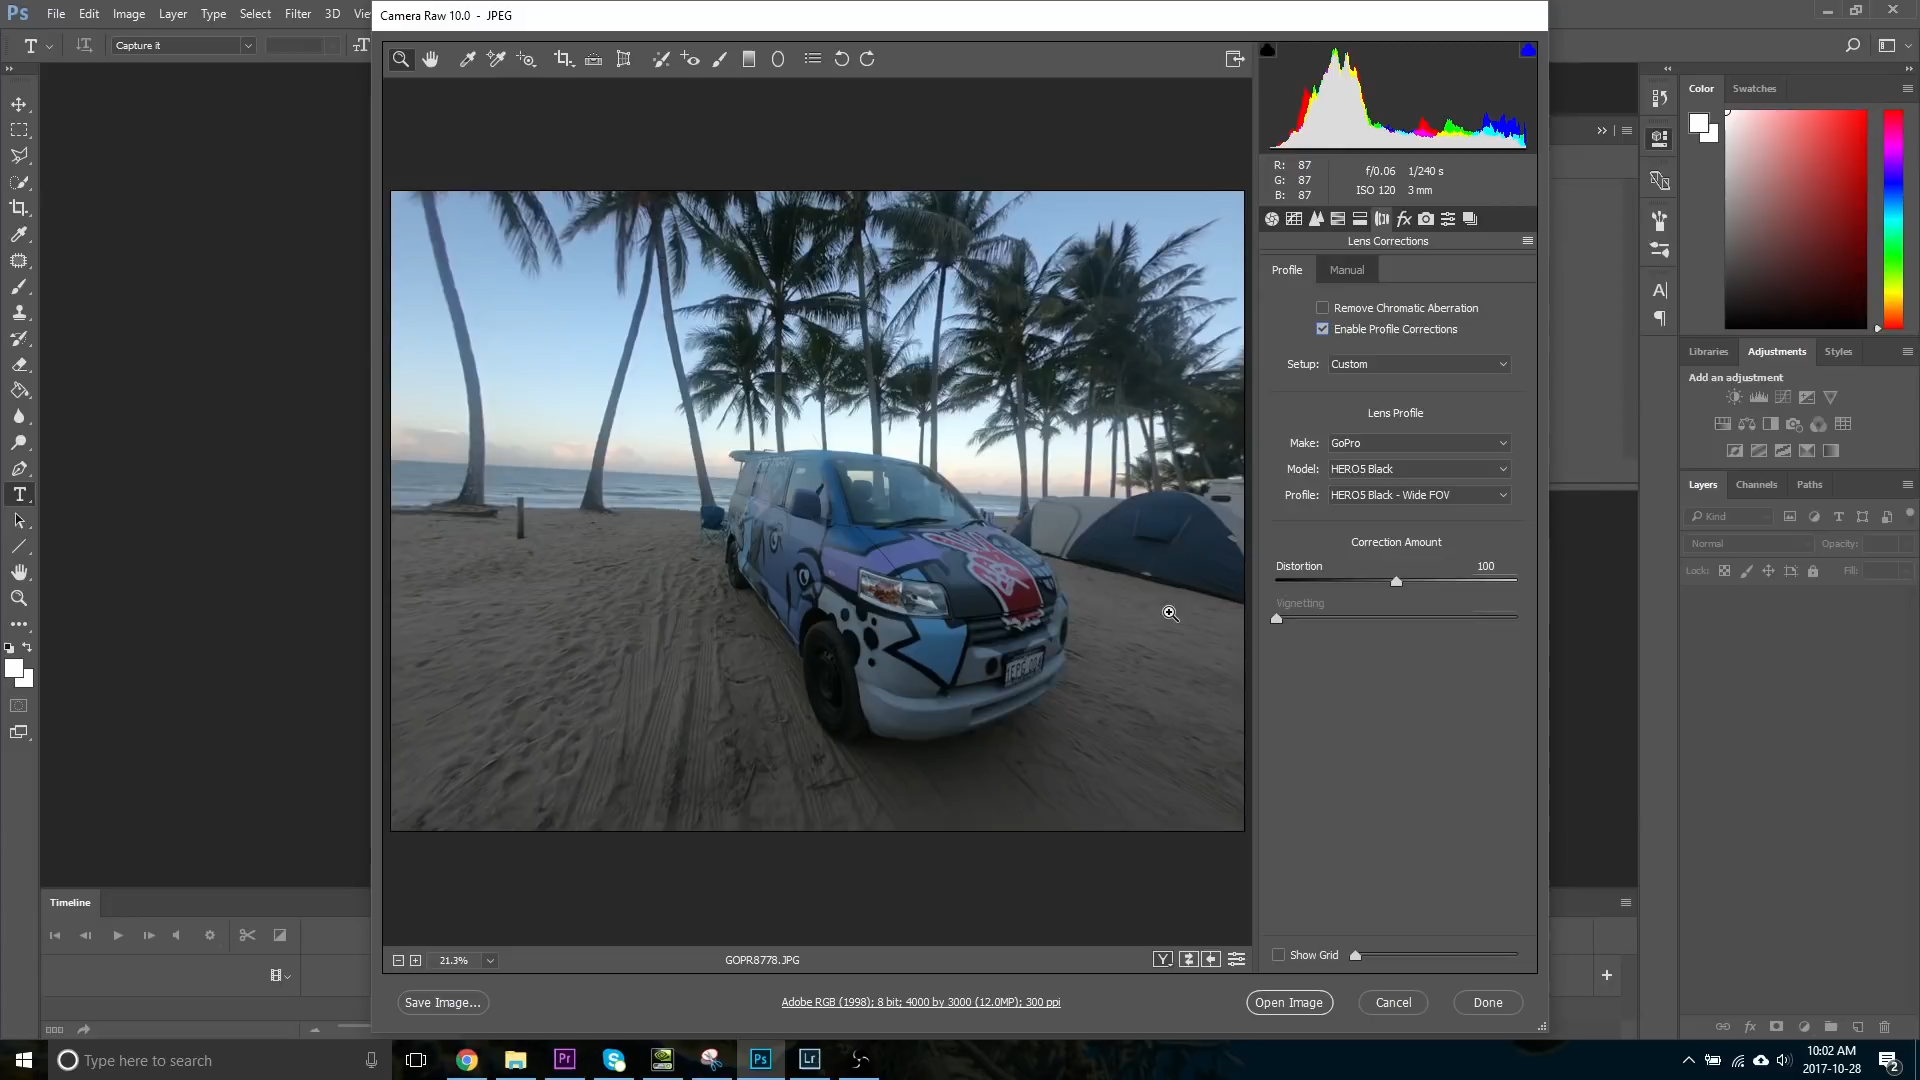 Ps File Edit Image Layer Type Select Filter 3D
Camera Raw 10.0 - JPEG
T Capture it
R: 87
G: 87
B: 87
f/0.06 1/240 s
ISO 120 3 mm
Lens Corrections
Profile Manual
Remove Chromatic Aberration
Enable Profile Corrections
Setup: Custom
Lens Profile
Make: GoPro
Model: HERO5 Black
Profile: HERO5 Black - Wide FOV
Correction Amount
Distortion 100
Vignetting
Show Grid
21.3%
GOPR8778.JPG
Save Image...
Adobe RGB (1998); 8 bit; 4000 by 3000 (12.0MP); 300 ppi
Open Image Cancel Done
Color Swatches
Libraries Adjustments Styles
Add an adjustment
Layers Channels Paths
Kind
Normal Opacity:
Lock: Fill:
Timeline
Type here to search
Pr
Ps
Lr
10:02 AM
2017-10-28
2